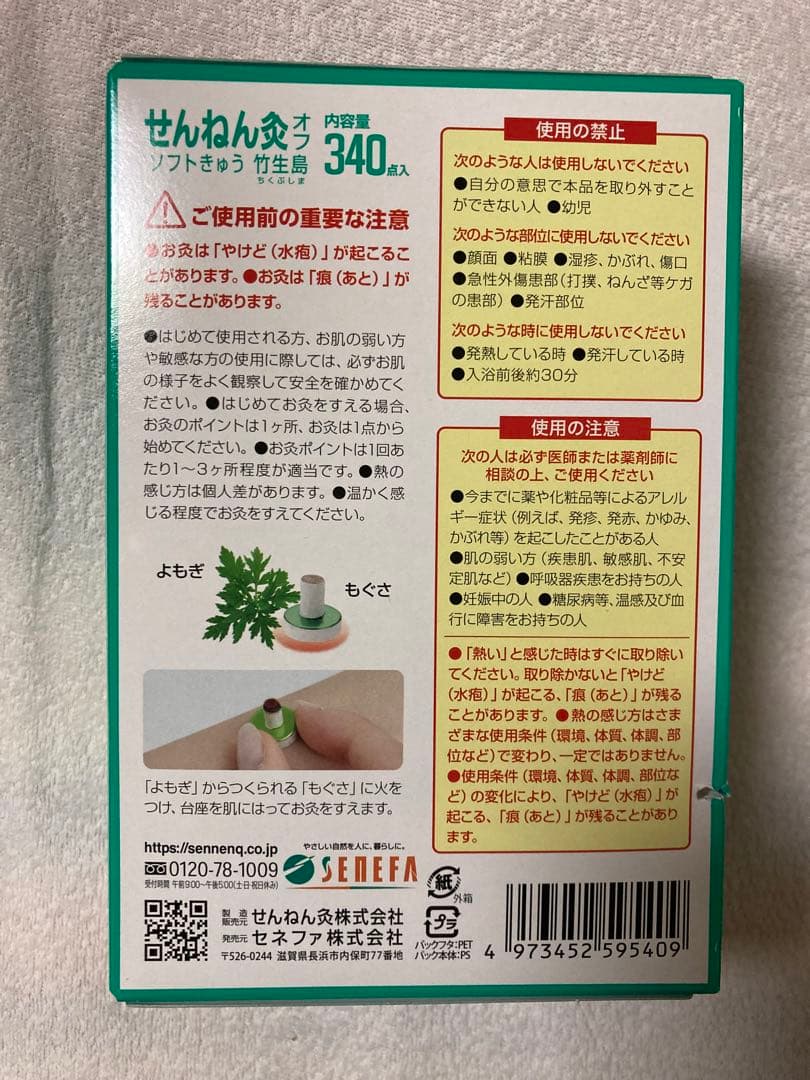 せんねん灸オフ
ソフトきゅう 竹生島
ちくぶしま
内容量
340点入
ご使用前の重要な注意
●お灸は「やけど(水疱)」が起こるこ
とがあります。●お灸は「痕(あと)」が
残ることがあります。
●はじめて使用される方、お肌の弱い方
や敏感な方の使用に際しては、必ずお肌
の様子をよく観察して安全を確かめてく
ださい。●はじめてお灸をすえる場合、
お灸のポイントは1ヶ所、お灸は1点から
始めてください。●お灸ポイントは1回あ
たり1〜3ヶ所程度が適当です。●熱の
感じ方は個人差があります。●温かく感
じる程度でお灸をすえてください。
よもぎ
もぐさ
「よもぎ」からつくられる「もぐさ」に火を
つけ、台座を肌にはってお灸をすえます。
https://sennenq.co.jp
0120-78-1009
受付時間 午前9:00〜午後5:00(土・日・祝日休み)
やさしい自然を人に、暮らしに。
SENEFA
製造販売元 せんねん灸株式会社
発売元 セネファ株式会社
〒526-0244 滋賀県長浜市内保町77番地
使用の禁止
次のような人は使用しないでください
●自分の意思で本品を取り外すこと
ができない人 ●幼児
次のような部位に使用しないでください
●顔面 ●粘膜 ●湿疹、かぶれ、傷口
●急性外傷患部(打撲、ねんざ等ケガ
の患部) ●発汗部位
次のような時に使用しないでください
●発熱している時 ●発汗している時
●入浴前後約30分
使用の注意
次の人は必ず医師または薬剤師に
相談の上、ご使用ください
●今までに薬や化粧品等によるアレル
ギー症状(例えば、発疹、発赤、かゆみ、
かぶれ等)を起こしたことがある人
●肌の弱い方(疾患肌、敏感肌、不安
定肌など) ●呼吸器疾患をお持ちの人
●妊娠中の人 ●糖尿病等、温感及び血
行に障害をお持ちの人
●「熱い」と感じた時はすぐに取り除い
てください。取り除かないと「やけど
(水疱)」が起こる、「痕(あと)」が残る
ことがあります。●熱の感じ方はさま
ざまな使用条件(環境、体質、体調、部
位など)で変わり、一定ではありません。
●使用条件(環境、体質、体調、部位な
ど)の変化により、「やけど(水疱)」が
起こる、「痕(あと)」が残ることがあり
ます。
紙
外箱
プラ
パックフタ:PET
パック本体:PS
4 973452 595409